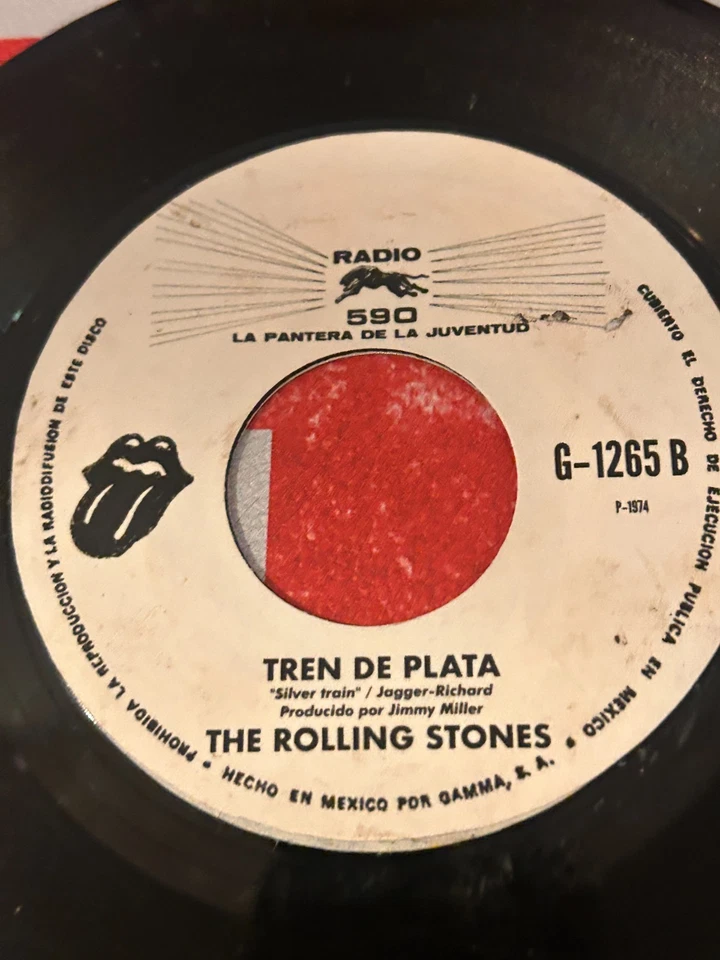 RADIO
590
LA PANTERA DE LA JUVENTUD
G-1265 B
P-1974
TREN DE PLATA
"Silver train" / Jagger-Richard
Producido por Jimmy Miller
THE ROLLING STONES
PROHIBIDA LA REPRODUCCION Y LA RADIODIFUSION DE ESTE DISCO
CUBIERTO EL DERECHO DE EJECUCION PUBLICA EN MEXICO
• HECHO EN MEXICO POR GAMMA, S. A. •